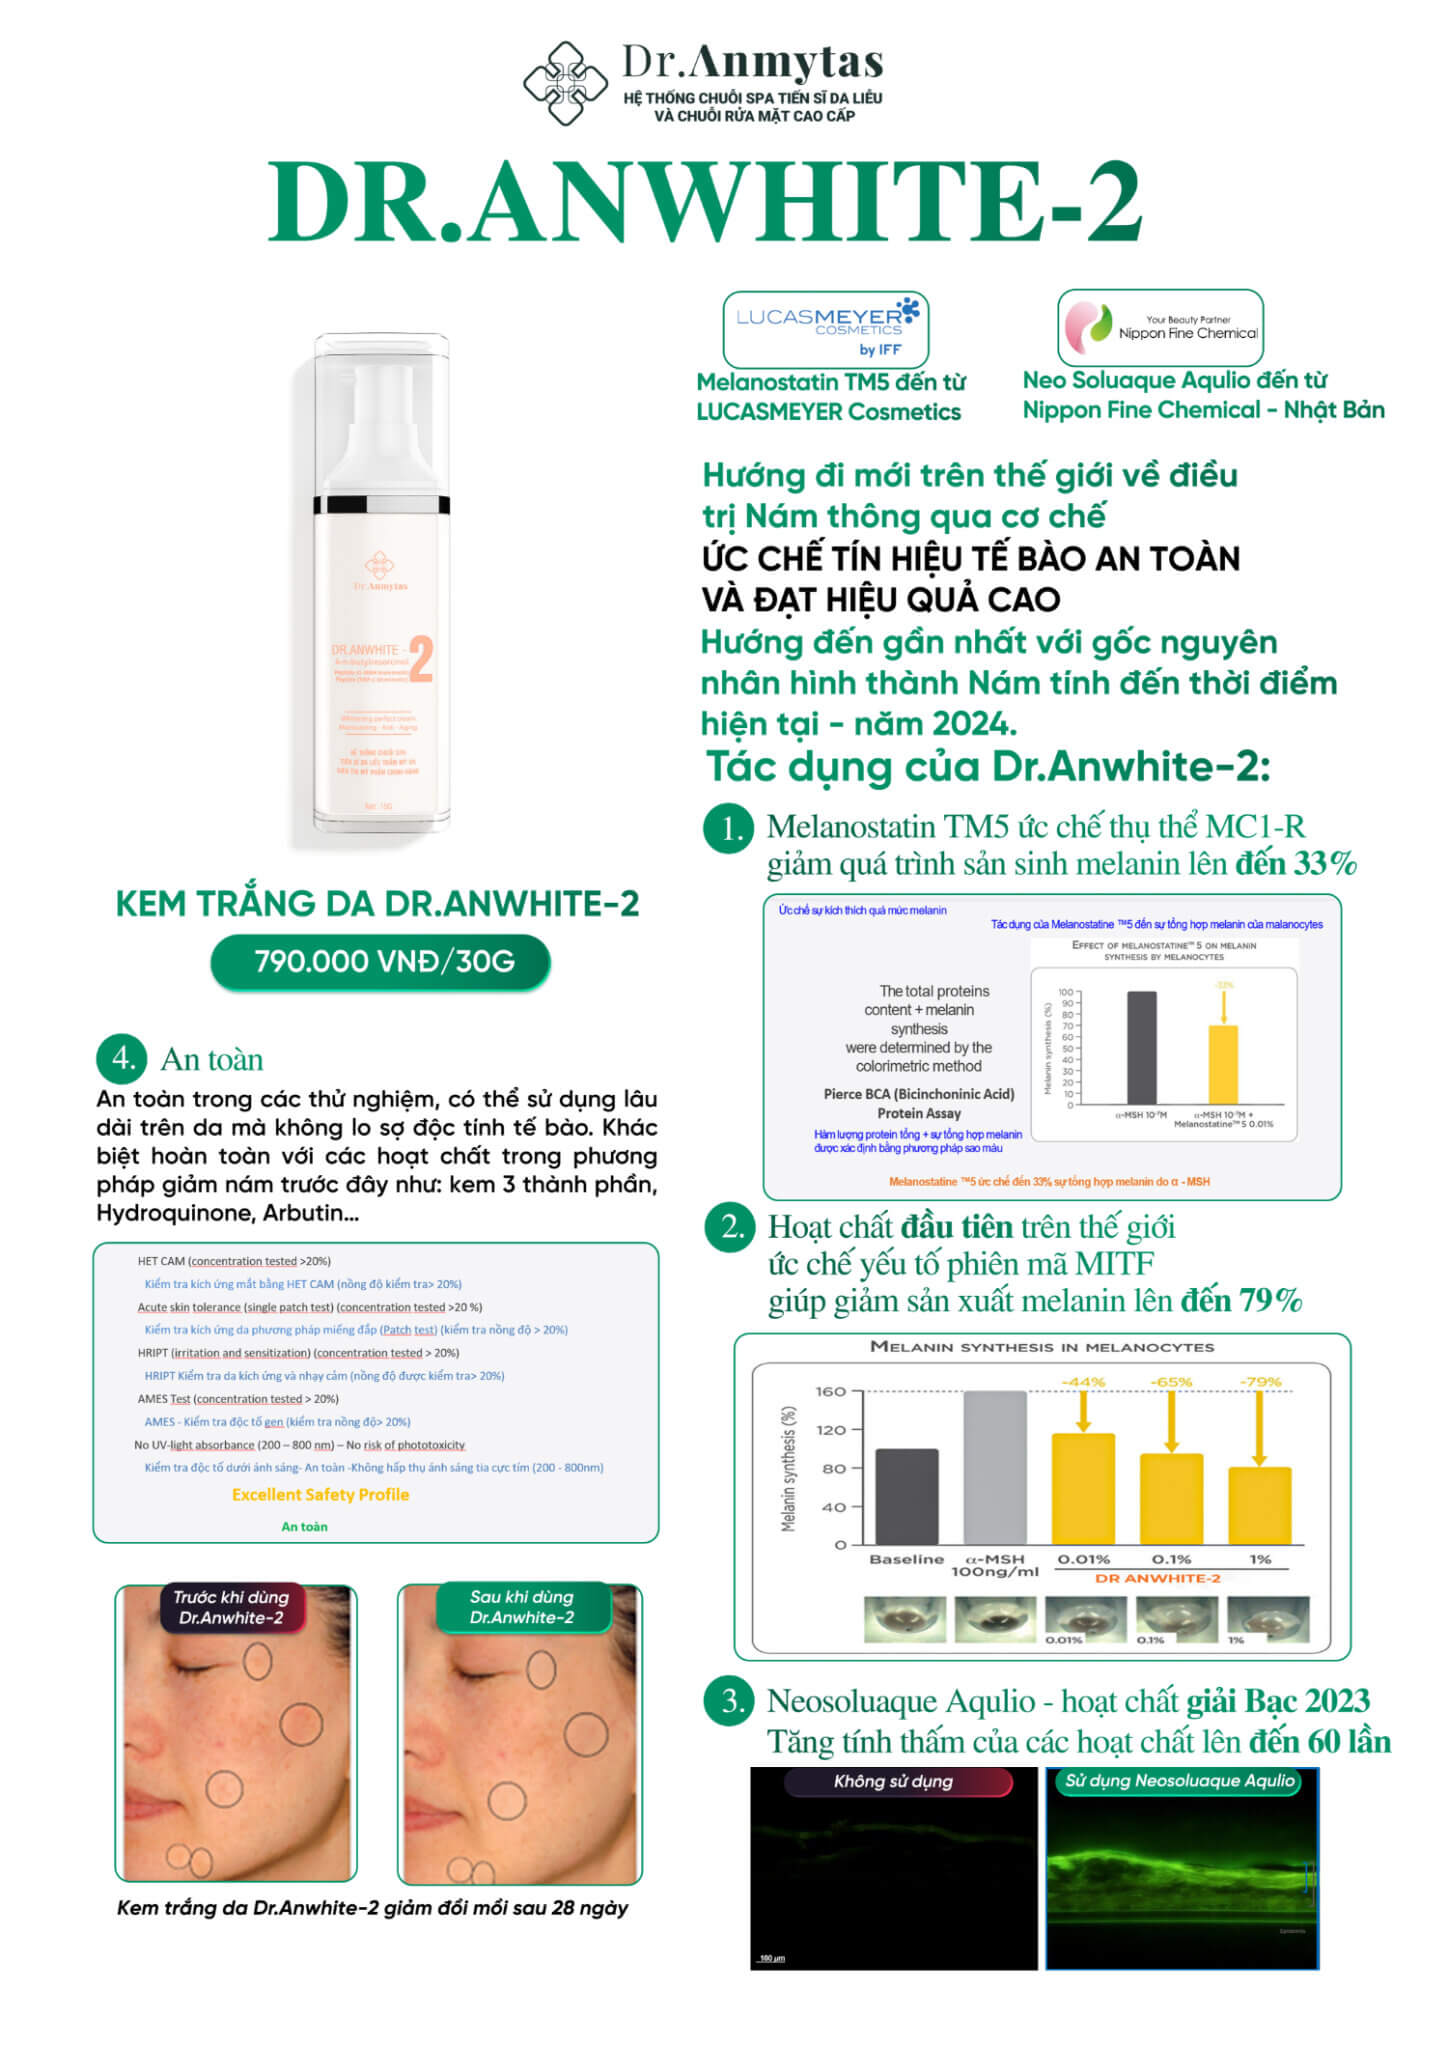 Dr.Anmytas
HỆ THỐNG CHUỖI SPA TIẾN SĨ DA LIỄU
VÀ CHUỖI RỬA MẶT CAO CẤP
DR.ANWHITE-2
LUCASMEYER
COSMETICS
by IFF
Melanostatin TM5 đến từ
LUCASMEYER Cosmetics
Your Beauty Partner
Nippon Fine Chemical
Neo Soluaque Aqulio đến từ
Nippon Fine Chemical - Nhật Bản
Hướng đi mới trên thế giới về điều
trị Nám thông qua cơ chế
ỨC CHẾ TÍN HIỆU TẾ BÀO AN TOÀN
VÀ ĐẠT HIỆU QUẢ CAO
Hướng đến gần nhất với gốc nguyên
nhân hình thành Nám tính đến thời điểm
hiện tại - năm 2024.
Tác dụng của Dr.Anwhite-2:
Dr.Anmytas
DR.ANWHITE - 2
4-n-butylresorcinol
Whitening perfect cream
Moisturizing - Anti - Aging
HỆ THỐNG CHUỖI SPA
KEM TRẮNG DA DR.ANWHITE-2
790.000 VNĐ/30G
1. Melanostatin TM5 ức chế thụ thể MC1-R
giảm quá trình sản sinh melanin lên đến 33%
Ức chế sự kích thích quá mức melanin
Tác dụng của Melanostatine ™5 đến sự tổng hợp melanin của malanocytes
EFFECT OF MELANOSTATINE™ 5 ON MELANIN
SYNTHESIS BY MELANOCYTES
The total proteins
content + melanin
synthesis
were determined by the
colorimetric method
Pierce BCA (Bicinchoninic Acid)
Protein Assay
Hàm lượng protein tổng + sự tổng hợp melanin
được xác định bằng phương pháp sao màu
Melanin synthesis (%)
100
90
80
70
60
50
40
30
20
10
0
-33%
α-MSH 10⁻⁷M
α-MSH 10⁻⁷M +
Melanostatine™ 5 0.01%
Melanostatine ™5 ức chế đến 33% sự tổng hợp melanin do α - MSH
2. Hoạt chất đầu tiên trên thế giới
ức chế yếu tố phiên mã MITF
giúp giảm sản xuất melanin lên đến 79%
MELANIN SYNTHESIS IN MELANOCYTES
Melanin synthesis (%)
160
120
80
40
0
-44%
-65%
-79%
Baseline
α-MSH
100ng/ml
0.01%
0.1%
1%
DR ANWHITE-2
0.01%
0.1%
1%
3. Neosoluaque Aqulio - hoạt chất giải Bạc 2023
Tăng tính thấm của các hoạt chất lên đến 60 lần
Không sử dụng
Sử dụng Neosoluaque Aqulio
4. An toàn
An toàn trong các thử nghiệm, có thể sử dụng lâu
dài trên da mà không lo sợ độc tính tế bào. Khác
biệt hoàn toàn với các hoạt chất trong phương
pháp giảm nám trước đây như: kem 3 thành phần,
Hydroquinone, Arbutin...
HET CAM (concentration tested >20%)
Kiểm tra kích ứng mắt bằng HET CAM (nồng độ kiểm tra> 20%)
Acute skin tolerance (single patch test) (concentration tested >20 %)
Kiểm tra kích ứng da phương pháp miếng đắp (Patch test) (kiểm tra nồng độ > 20%)
HRIPT (irritation and sensitization) (concentration tested > 20%)
HRIPT Kiểm tra da kích ứng và nhạy cảm (nồng độ được kiểm tra> 20%)
AMES Test (concentration tested > 20%)
AMES - Kiểm tra độc tố gen (kiểm tra nồng độ> 20%)
No UV-light absorbance (200 – 800 nm) – No risk of phototoxicity
Kiểm tra độc tố dưới ánh sáng- An toàn -Không hấp thụ ánh sáng tia cực tím (200 - 800nm)
Excellent Safety Profile
An toàn
Trước khi dùng
Dr.Anwhite-2
Sau khi dùng
Dr.Anwhite-2
Kem trắng da Dr.Anwhite-2 giảm đồi mồi sau 28 ngày